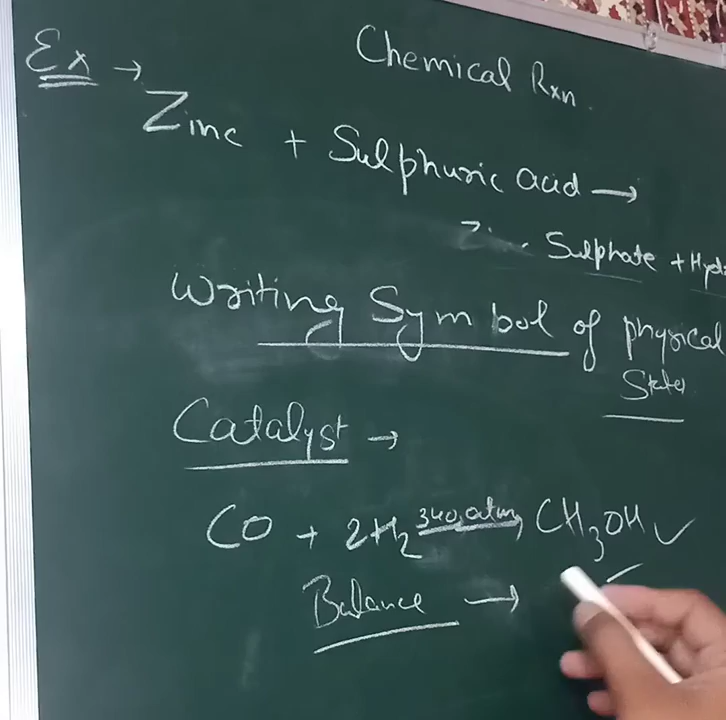 Chemical Rxn.
Ex →
Zinc + Sulphuric acid →
Zinc Sulphate + Hyd
Writing Symbol of physical
State
Catalyst →
CO + 2H₂ 340 atm → CH₃OH ✓
Balance →